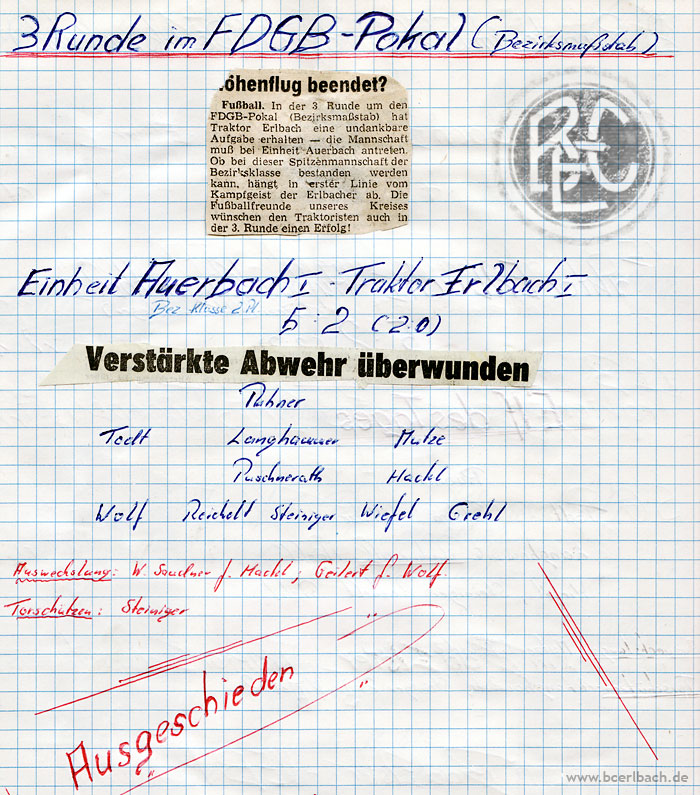 3 Runde im FDGB-Pokal (Bezirksmaßstab)
öhenflug beendet?
Fußball. In der 3 Runde um den
FDGB-Pokal (Bezirksmaßstab) hat
Traktor Erlbach eine undankbare
Aufgabe erhalten — die Mannschaft
muß bei Einheit Auerbach antreten.
Ob bei dieser Spitzenmannschaft der
Bezirksklasse bestanden werden
kann, hängt in erster Linie vom
Kampfgeist der Erlbacher ab. Die
Fußballfreunde unseres Kreises
wünschen den Traktoristen auch in
der 3. Runde einen Erfolg!
BCE
Einheit Auerbach I - Traktor Erlbach I
Bez Klasse 2.Pl.
5 : 2 (2:0)
Verstärkte Abwehr überwunden
Puhner
Todt Langhammer Mutze
Puschnerath Hackl
Wolf Reichelt Steiniger Wiefel Grehl
Auswechslung: W Sandner f. Hackl; Geilert f. Wolf.
Torschützen: Steiniger
" "
Ausgeschieden
www.bcerlbach.de